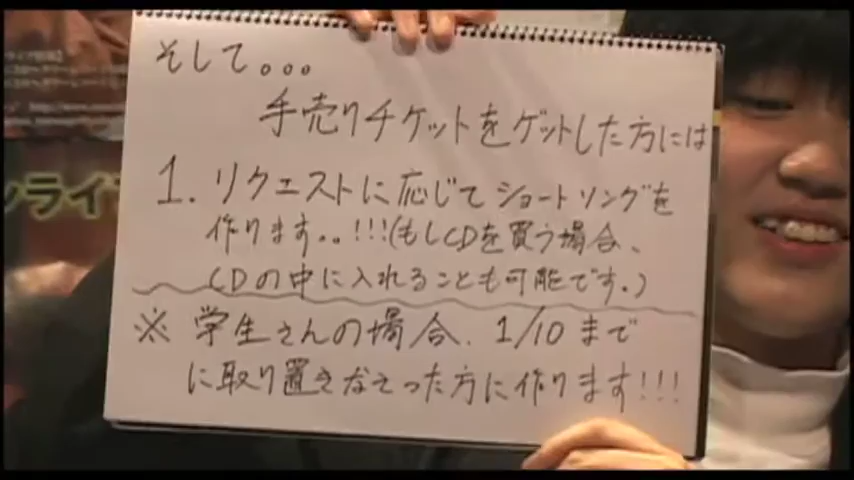 そして。。。
手売りチケットをゲットした方には
1. リクエストに応じてショートソングを
作ります。。!!!(もしCDを買う場合、
CDの中に入れることも可能です。)
※ 学生さんの場合、1/10まで
に取り置きなさった方に作ります!!!
ンライブ